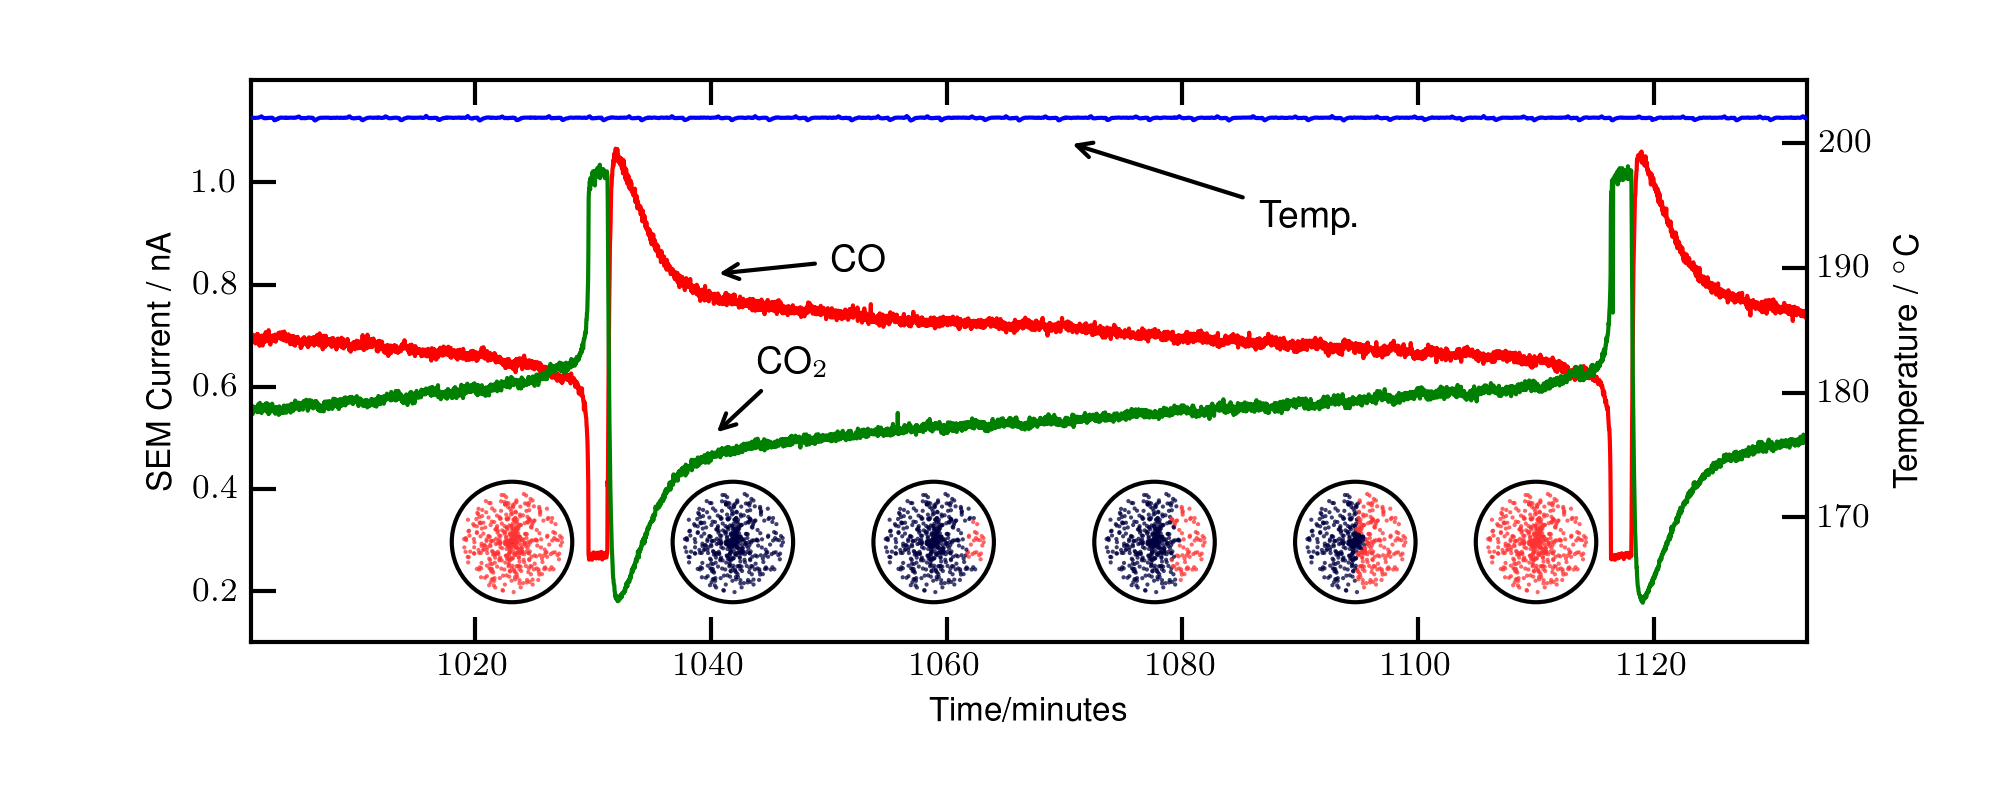 Temp.
CO
CO₂
1.0
0.8
0.6
0.4
0.2
SEM Current / nA
200
190
180
170
Temperature / °C
1020 1040 1060 1080 1100 1120
Time/minutes